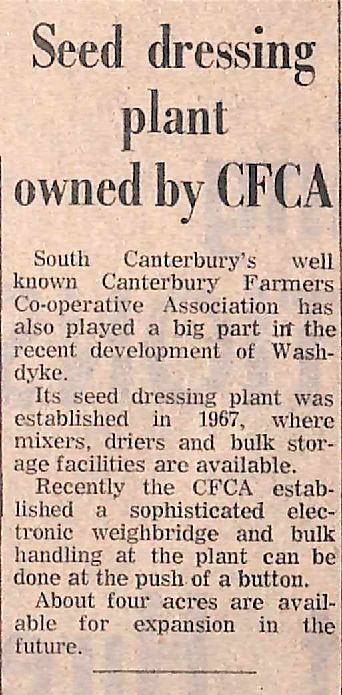 Seed dressing
plant
owned by CFCA
South Canterbury's well
known Canterbury Farmers
Co-operative Association has
also played a big part in the
recent development of Wash-
dyke.
Its seed dressing plant was
established in 1967, where
mixers, driers and bulk stor-
age facilities are available.
Recently the CFCA estab-
lished a sophisticated elec-
tronic weighbridge and bulk
handling at the plant can be
done at the push of a button.
About four acres are avail-
able for expansion in the
future.